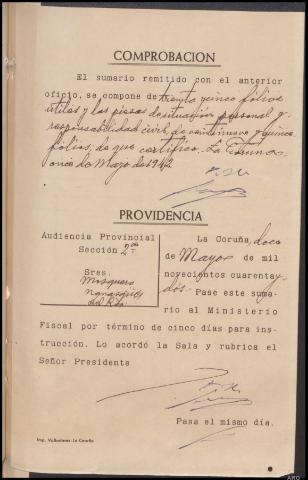 COMPROBACION
El sumario remitido con el anterior
oficio, se compone de treinta y cinco folios
útiles y las piezas de situación personal y
responsabilidad civil, de veintinueve y quince
folios, de que certifico. La Coruña
once de Mayo de 1942
PROVIDENCIA
Audiencia Provincial
Sección 2ª
Sres.
Mosquera
del Río
La Coruña, doce
de Mayo de mil
novecientos cuarenta y
dos. Pase este suma-
rio al Ministerio
Fiscal por término de cinco días para ins-
trucción. Lo acordó la Sala y rubrica el
Señor Presidente
Pasa el mismo día.
Imp. Valladares-La Coruña